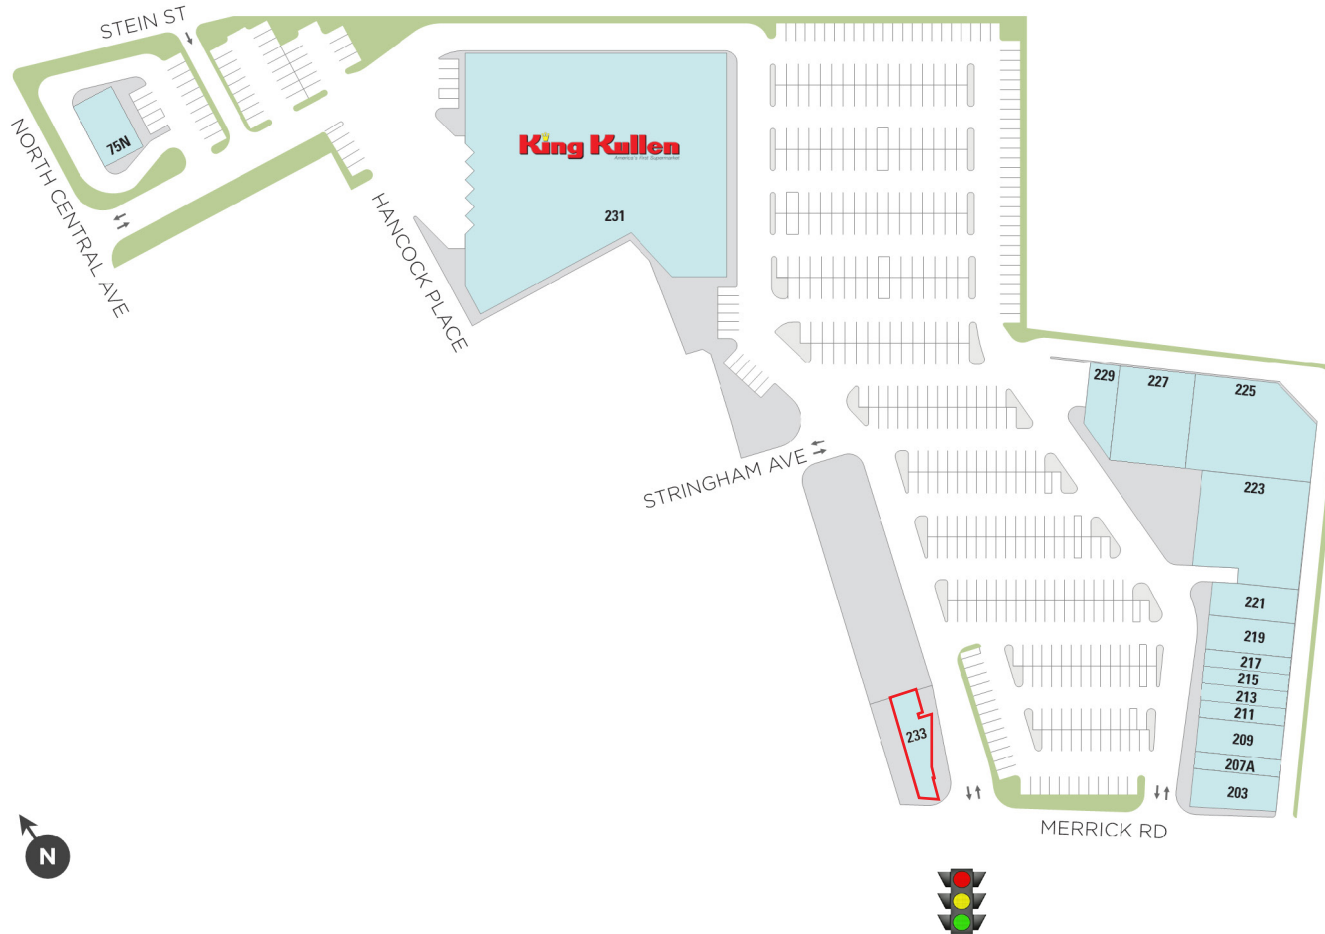 STEIN ST
75N
NORTH CENTRAL AVE
HANCOCK PLACE
King Kullen
America's First Supermarket
231
STRINGHAM AVE
229
227
225
223
221
219
217
215
213
211
209
207A
203
233
MERRICK RD
N